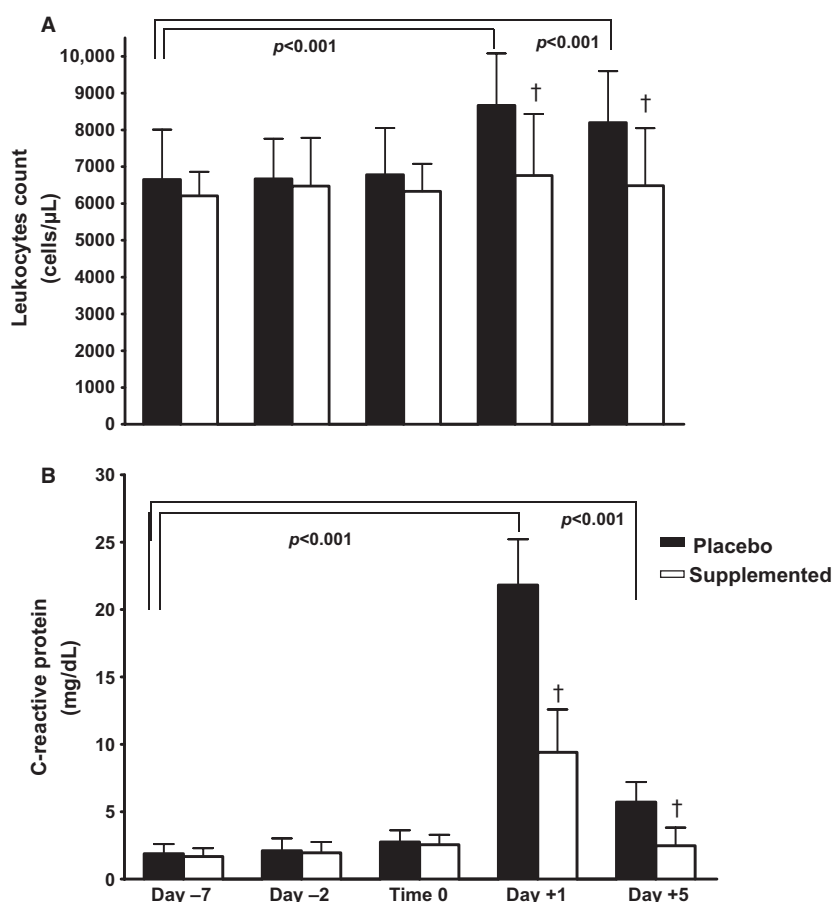 A
p<0.001
p<0.001
Leukocytes count
(cells/µL)
10,000
9000
8000
7000
6000
5000
4000
3000
2000
1000
0
†
†
B
p<0.001
p<0.001
C-reactive protein
(mg/dL)
30
25
20
15
10
5
0
†
†
Placebo
Supplemented
Day –7 Day –2 Time 0 Day +1 Day +5